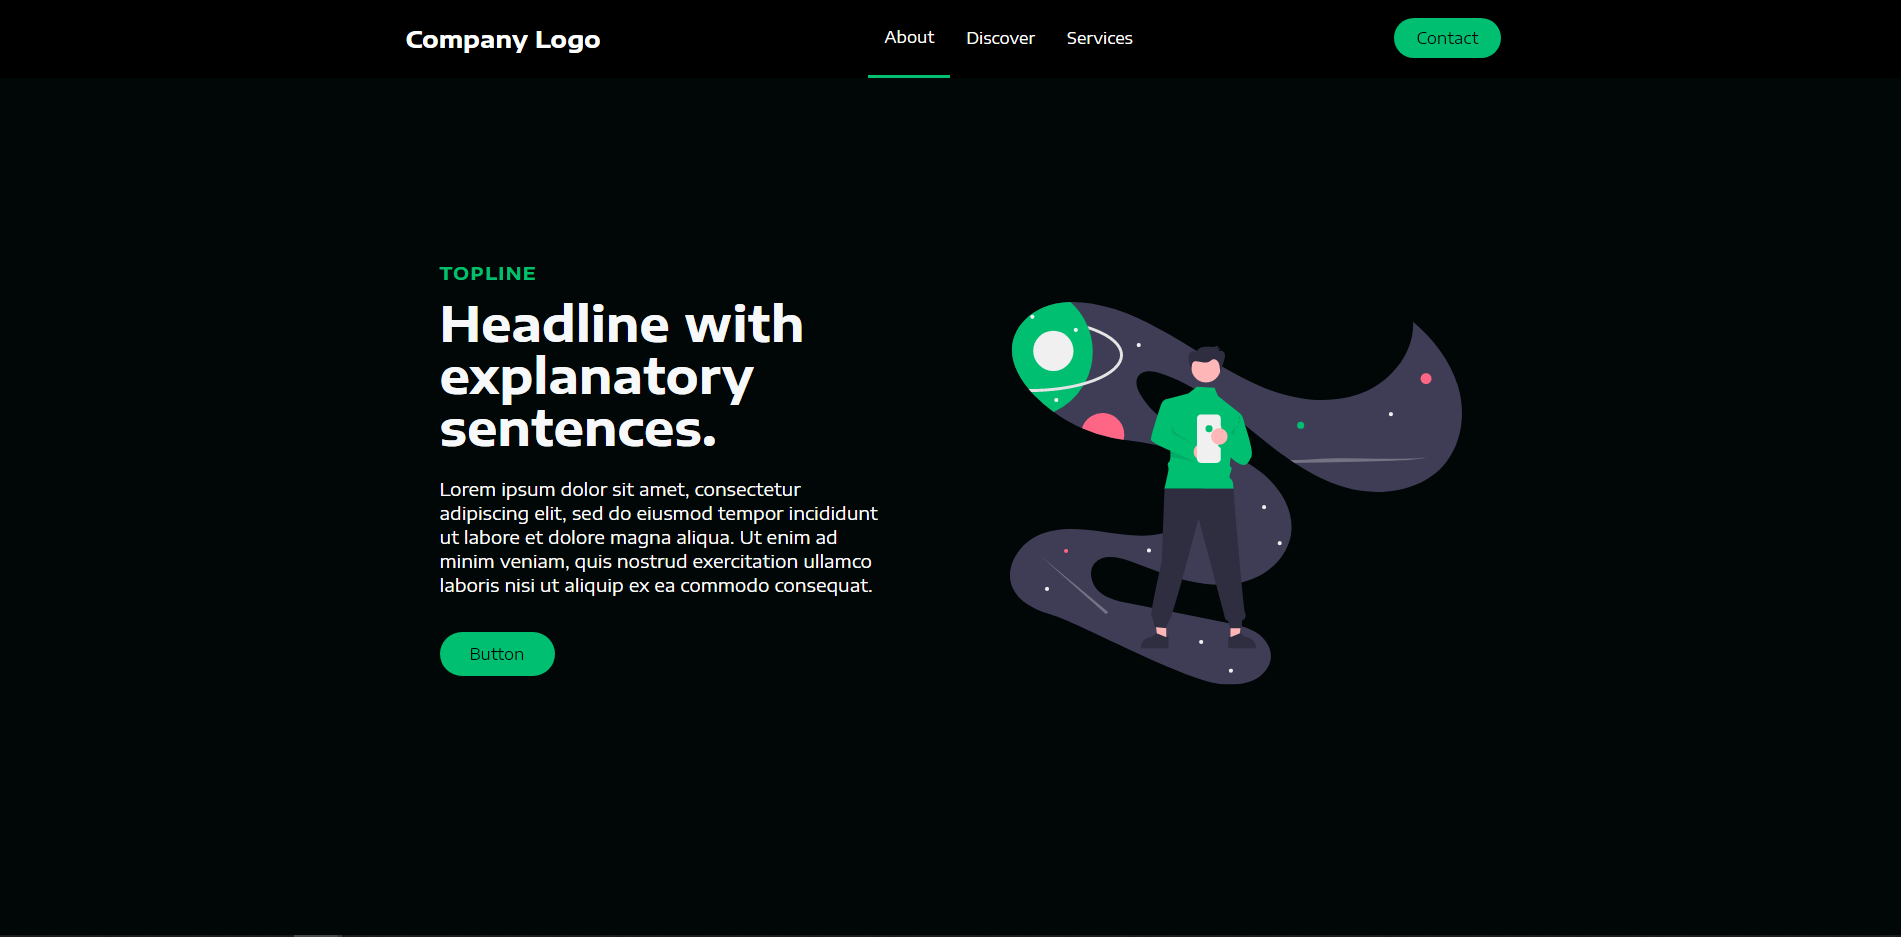 Company Logo
About
Discover
Services
Contact
TOPLINE
Headline with
explanatory
sentences.
Lorem ipsum dolor sit amet, consectetur
adipiscing elit, sed do eiusmod tempor incididunt
ut labore et dolore magna aliqua. Ut enim ad
minim veniam, quis nostrud exercitation ullamco
laboris nisi ut aliquip ex ea commodo consequat.
Button